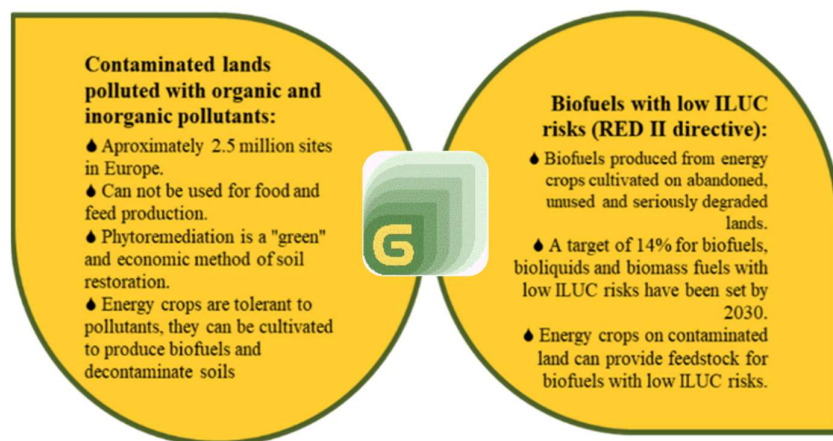 Contaminated lands
polluted with organic and
inorganic pollutants:
Aproximately 2.5 million sites
in Europe.
Can not be used for food and
feed production.
Phytoremediation is a "green"
and economic method of soil
restoration.
Energy crops are tolerant to
pollutants, they can be cultivated
to produce biofuels and
decontaminate soils
G
Biofuels with low ILUC
risks (RED II directive):
Biofuels produced from energy
crops cultivated on abandoned,
unused and seriously degraded
lands.
A target of 14% for biofuels,
bioliquids and biomass fuels with
low ILUC risks have been set by
2030.
Energy crops on contaminated
land can provide feedstock for
biofuels with low ILUC risks.